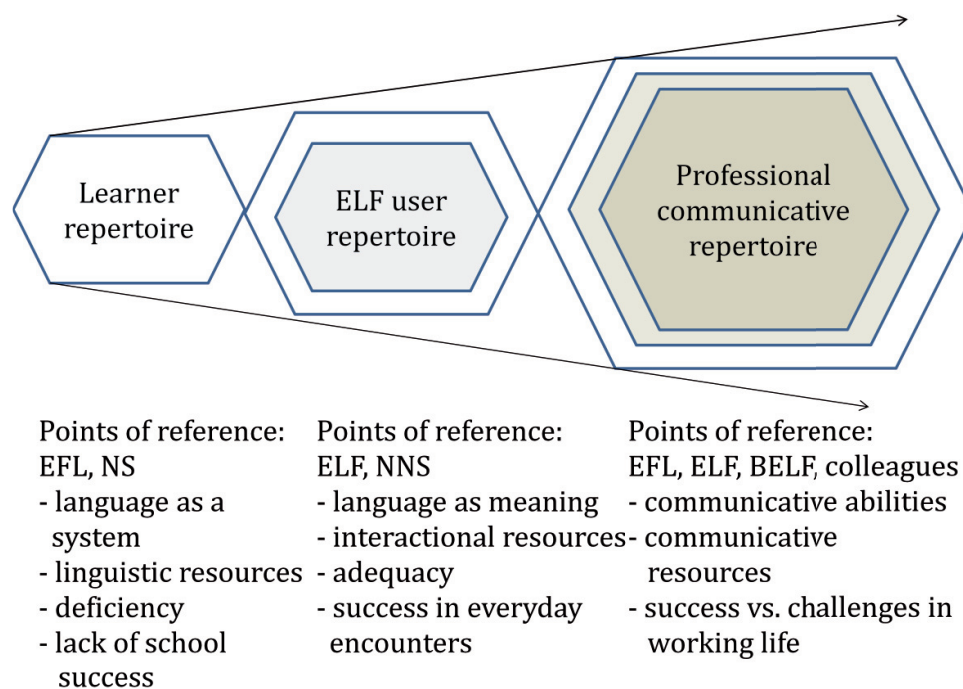 Learner
repertoire
ELF user
repertoire
Professional
communicative
repertoire
Points of reference:
EFL, NS
- language as a
system
- linguistic resources
- deficiency
- lack of school
success
Points of reference:
ELF, NNS
- language as meaning
- interactional resources
- adequacy
- success in everyday
encounters
Points of reference:
EFL, ELF, BELF, colleagues
- communicative abilities
- communicative
resources
- success vs. challenges in
working life